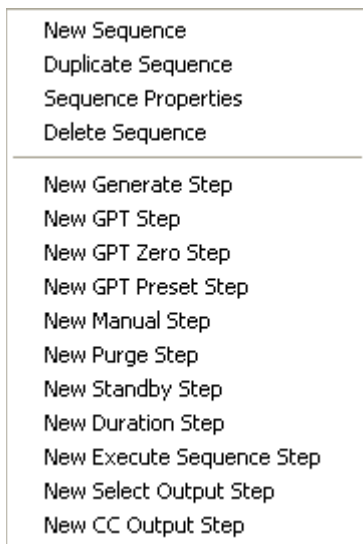 New Sequence
Duplicate Sequence
Sequence Properties
Delete Sequence
New Generate Step
New GPT Step
New GPT Zero Step
New GPT Preset Step
New Manual Step
New Purge Step
New Standby Step
New Duration Step
New Execute Sequence Step
New Select Output Step
New CC Output Step